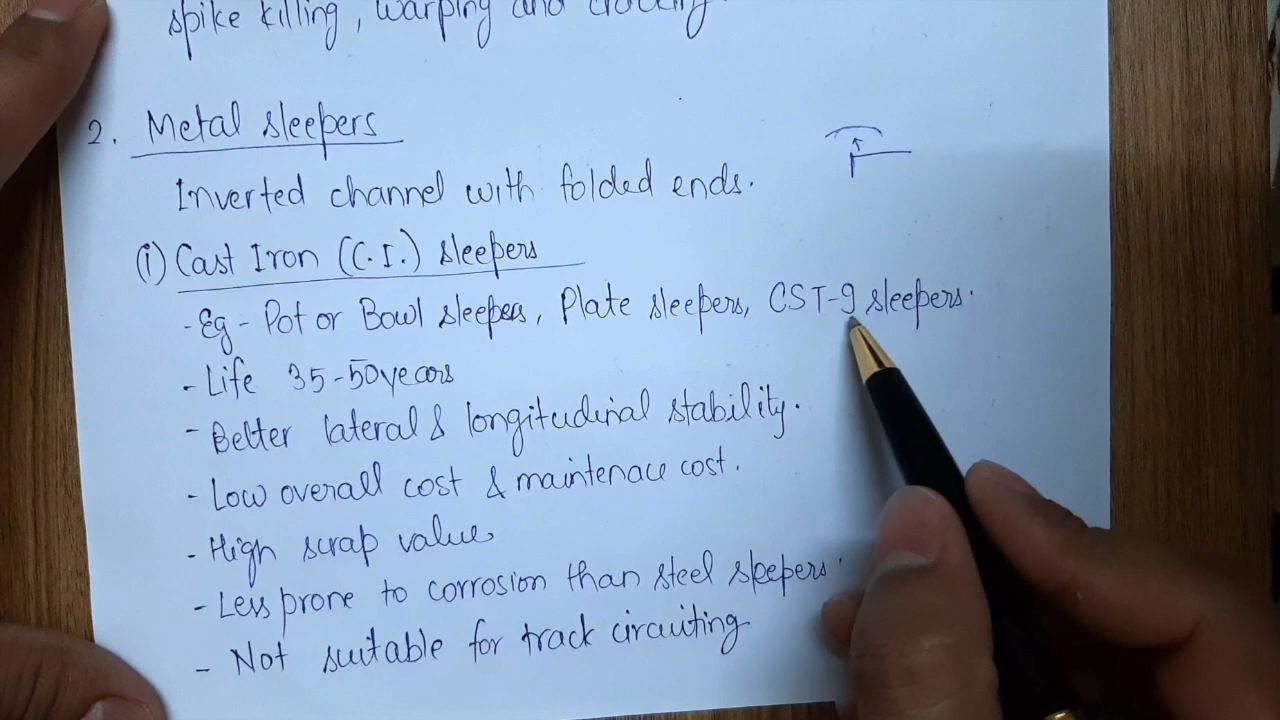 spike killing, warping and cracking.
2. Metal sleepers
Inverted channel with folded ends.
(i) Cast Iron (C.I.) sleepers
- Eg - Pot or Bowl sleepers, Plate sleepers, CST-9 sleepers.
- Life 35-50years
- Better lateral & longitudinal stability.
- Low overall cost & maintenace cost.
- High scrap value
- Less prone to corrosion than steel sleepers.
- Not suitable for track circuiting